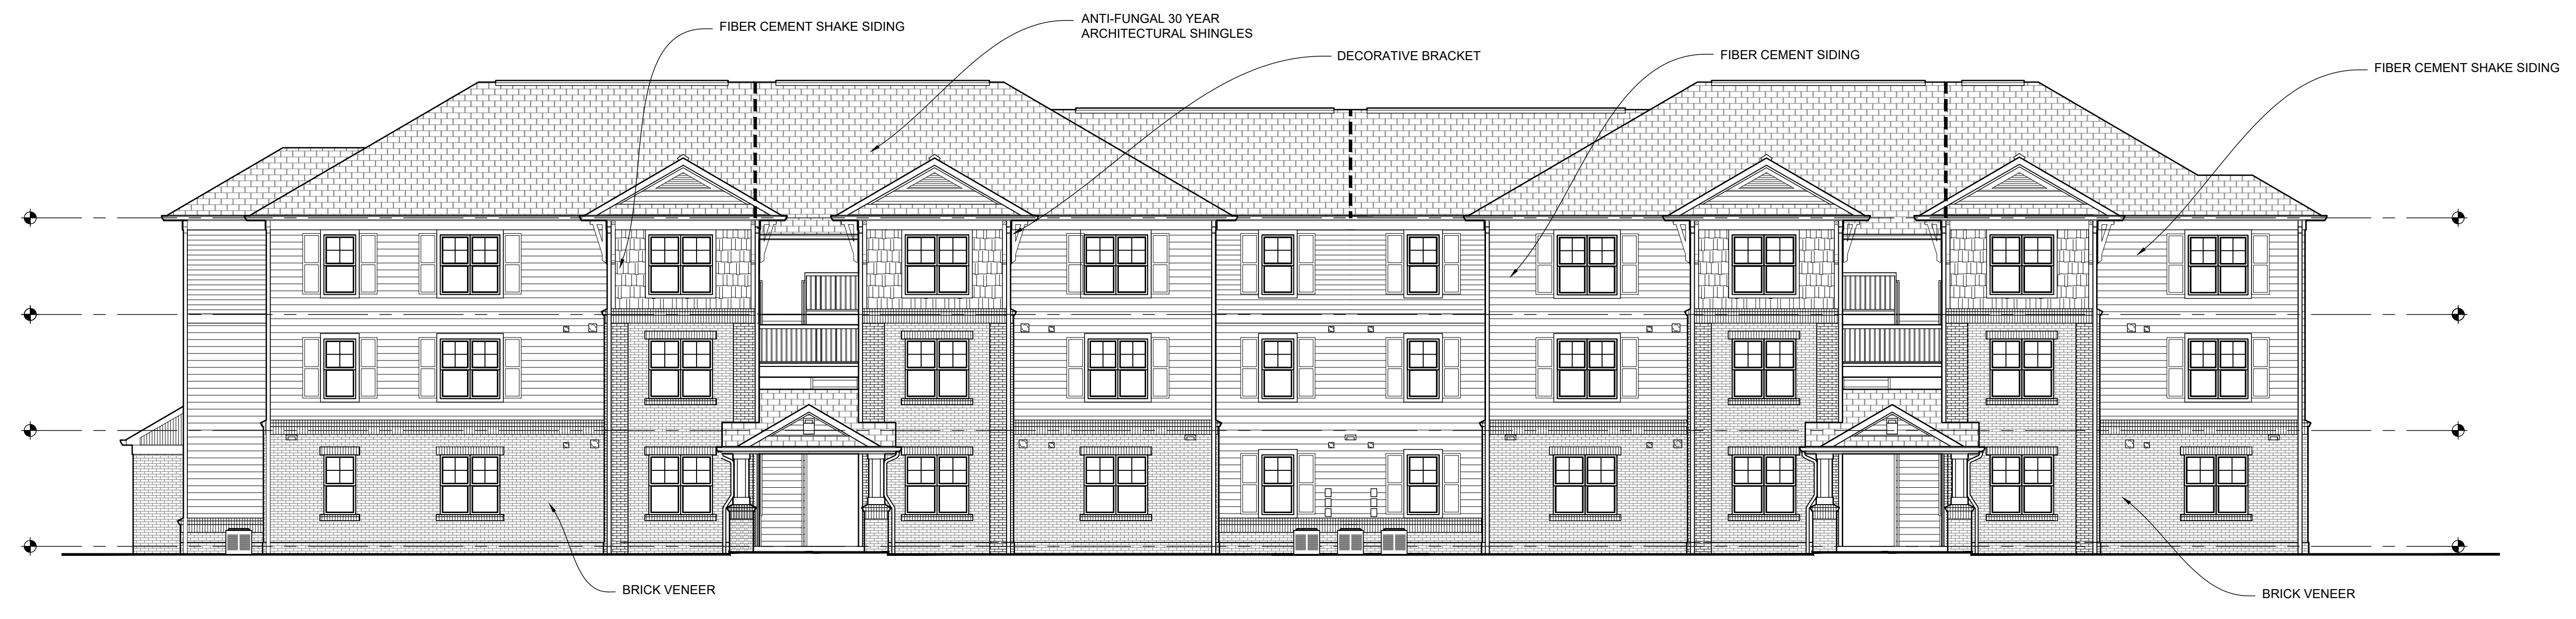 FIBER CEMENT SHAKE SIDING
ANTI-FUNGAL 30 YEAR
ARCHITECTURAL SHINGLES
DECORATIVE BRACKET
FIBER CEMENT SIDING
FIBER CEMENT SHAKE SIDING
BRICK VENEER
BRICK VENEER